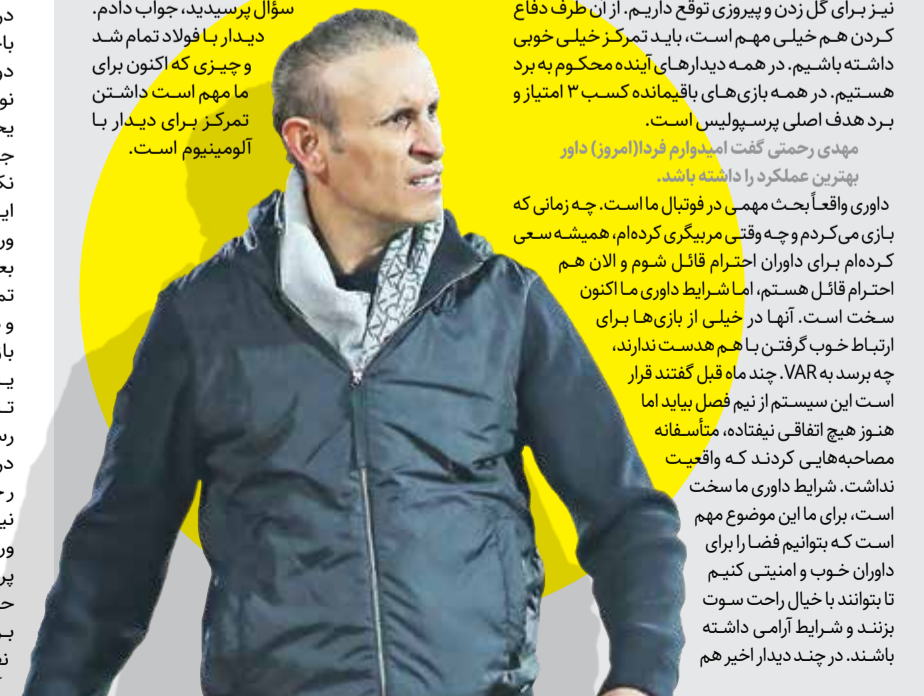 نیز برای گل زدن و پیروزی توقع داریم. از آن طرف دفاع
کردن هم خیلی مهم است، باید تمرکز خیلی خوبی
داشته باشیم. در همه دیدارهای آینده محکوم به برد
هستیم. در همه بازی‌های باقیمانده کسب ۳ امتیاز و
برد هدف اصلی پرسپولیس است.
مهدی رحمتی گفت امیدوارم فردا(امروز) داور
بهترین عملکرد را داشته باشد.
داوری واقعاً بحث مهمی در فوتبال ما است. چه زمانی که
بازی می‌کردم و چه وقتی مربیگری کرده‌ام، همیشه سعی
کرده‌ام برای داوران احترام قائل شوم و الان هم
احترام قائل هستم، اما شرایط داوری ما اکنون
سخت است. آنها در خیلی از بازی‌ها برای
ارتباط خوب گرفتن با هم هدست ندارند،
چه برسد به VAR. چند ماه قبل گفتند قرار
است این سیستم از نیم فصل بیاید اما
هنوز هیچ اتفاقی نیفتاده، متأسفانه
مصاحبه‌هایی کردند که واقعیت
نداشت. شرایط داوری ما سخت
است، برای ما این موضوع مهم
است که بتوانیم فضا را برای
داوران خوب و امنیتی کنیم
تا بتوانند با خیال راحت سوت
بزنند و شرایط آرامی داشته
باشند. در چند دیدار اخیر هم
سؤال پرسیدید، جواب دادم.
دیدار با فولاد تمام شد
و چیزی که اکنون برای
ما مهم است داشتن
تمرکز برای دیدار با
آلومینیوم است.